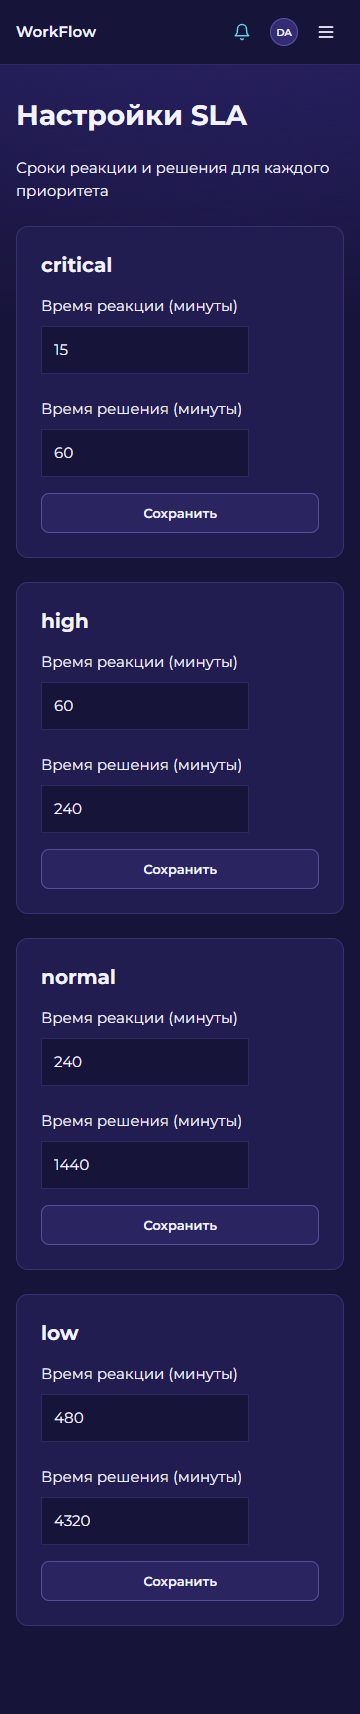 WorkFlow
DA
Настройки SLA
Сроки реакции и решения для каждого
приоритета
critical
Время реакции (минуты)
15
Время решения (минуты)
60
Сохранить
high
Время реакции (минуты)
60
Время решения (минуты)
240
Сохранить
normal
Время реакции (минуты)
240
Время решения (минуты)
1440
Сохранить
low
Время реакции (минуты)
480
Время решения (минуты)
4320
Сохранить